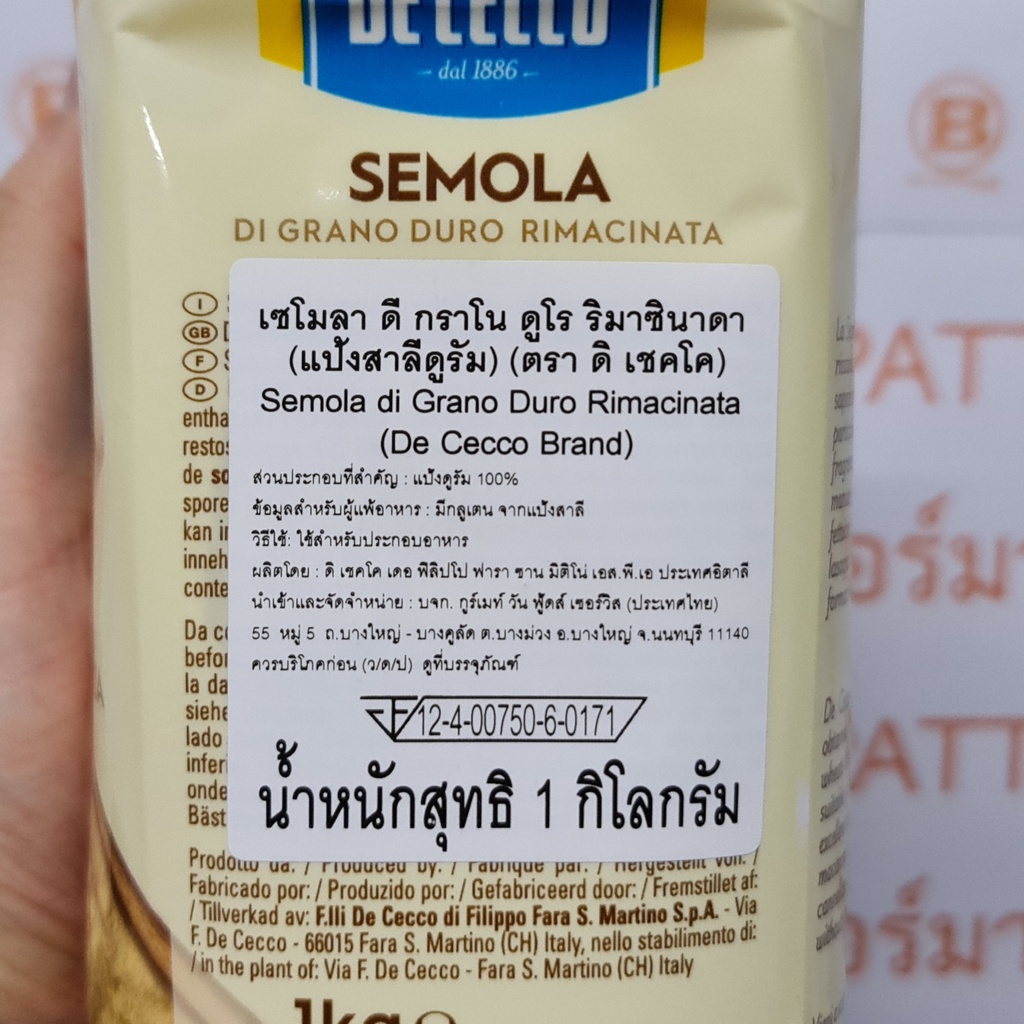 DE CECCO
dal 1886
SEMOLA
DI GRANO DURO RIMACINATA
เซโมลา ดี กราโน ดูโร ริมาซินาดา
(แป้งสาลีดูรัม) (ตรา ดิ เชคโค)
Semola di Grano Duro Rimacinata
(De Cecco Brand)
ส่วนประกอบที่สำคัญ : แป้งดูรัม 100%
ข้อมูลสำหรับผู้แพ้อาหาร : มีกลูเตน จากแป้งสาลี
วิธีใช้: ใช้สำหรับประกอบอาหาร
ผลิตโดย : ดิ เชคโค เดอ ฟิลิปโป ฟารา ซาน มิติโน่ เอส.พี.เอ ประเทศอิตาลี
นำเข้าและจัดจำหน่าย : บจก. กูร์เมท์ วัน ฟู้ดส์ เซอร์วิส (ประเทศไทย)
55 หมู่ 5 ถ.บางใหญ่ - บางคูลัด ต.บางม่วง อ.บางใหญ่ จ.นนทบุรี 11140
ควรบริโภคก่อน (ว/ด/ป) ดูที่บรรจุภัณฑ์
12-4-00750-6-0171
น้ำหนักสุทธิ 1 กิโลกรัม
I
GB
F
D
entha
resto
de so
spore
kan i
inneh
conte
Da c
befo
la da
siehe
lado
inferi
onde
Bäst
Prodotto da: / Produced by: / Fabriqué par: / Hergestellt von: /
Fabricado por: / Produzido por: / Gefabriceerd door: / Fremstillet af:
/ Tillverkad av: F.lli De Cecco di Filippo Fara S. Martino S.p.A. - Via
F. De Cecco - 66015 Fara S. Martino (CH) Italy, nello stabilimento di:
/ in the plant of: Via F. De Cecco - Fara S. Martino (CH) Italy
1kg e
B
PATT
อร์มา
PATT
อร์มา